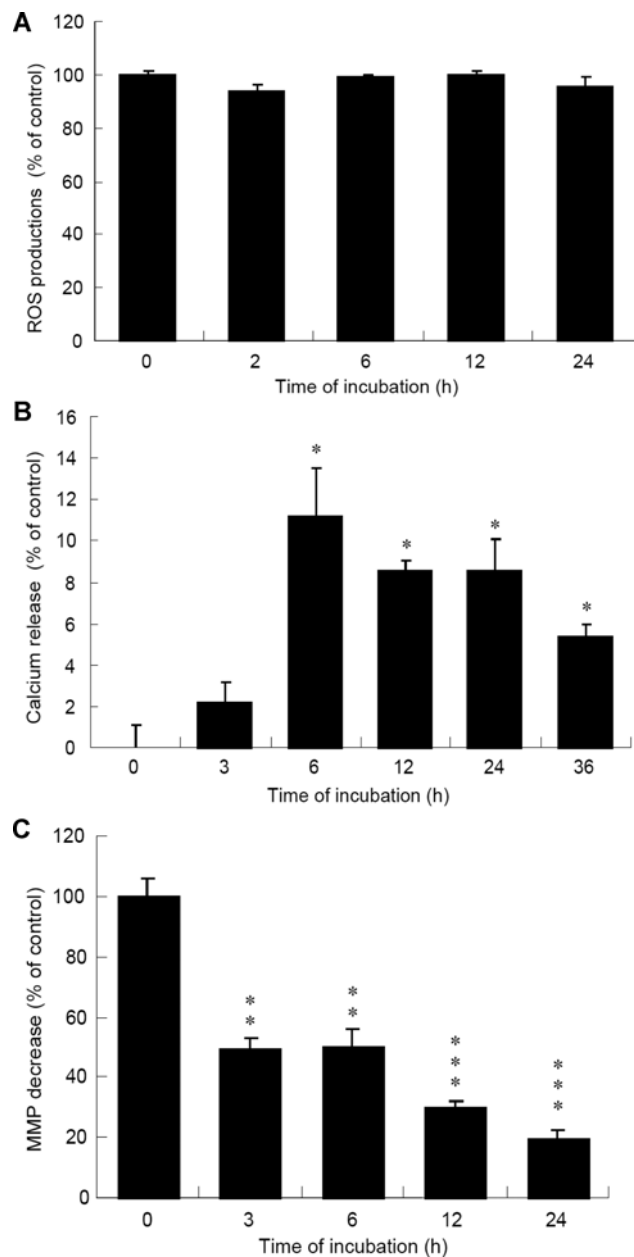 A
ROS productions (% of control)
120
100
80
60
40
20
0
0 2 6 12 24
Time of incubation (h)
B
Calcium release (% of control)
16
14
12
10
8
6
4
2
0
*
*
*
*
0 3 6 12 24 36
Time of incubation (h)
C
MMP decrease (% of control)
120
100
80
60
40
20
0
**
**
***
***
0 3 6 12 24
Time of incubation (h)